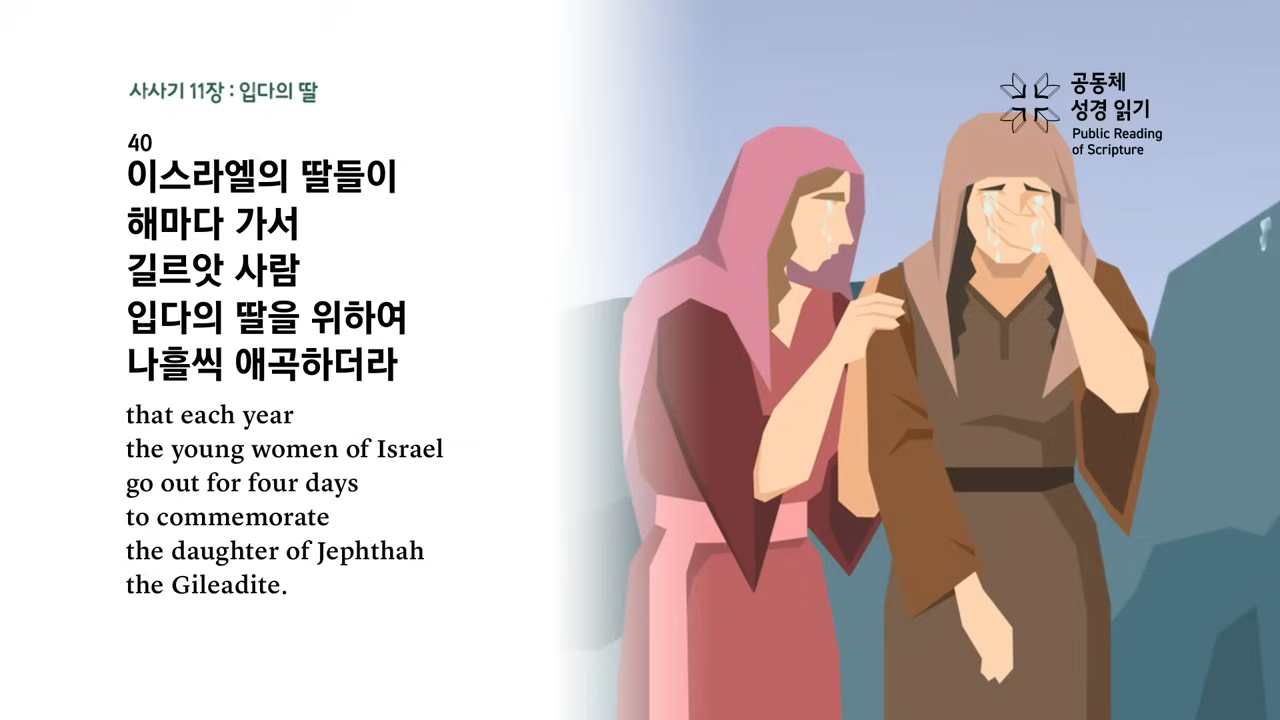 사사기 11장 : 입다의 딸
40
이스라엘의 딸들이
해마다 가서
길르앗 사람
입다의 딸을 위하여
나흘씩 애곡하더라
that each year
the young women of Israel
go out for four days
to commemorate
the daughter of Jephthah
the Gileadite.
공동체
성경 읽기
Public Reading
of Scripture